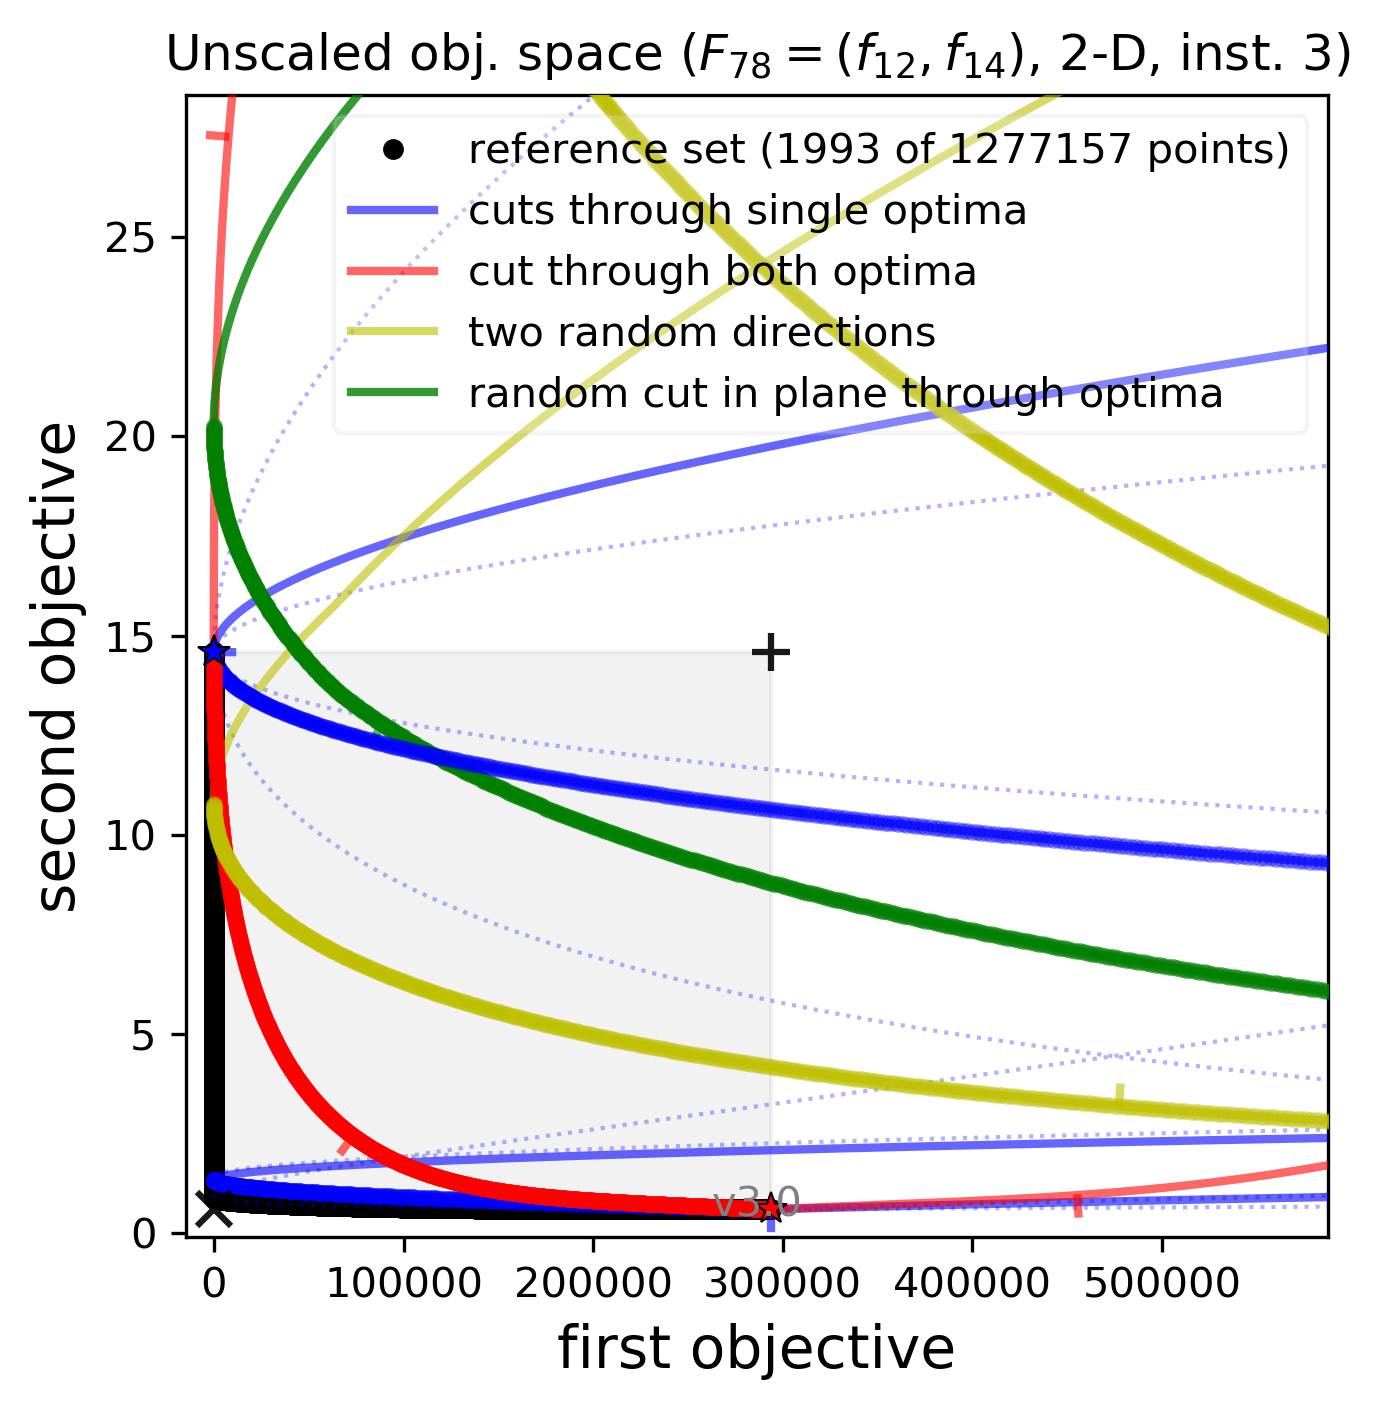 Unscaled obj. space (F₇₈ = (f₁₂, f₁₄), 2-D, inst. 3)
reference set (1993 of 1277157 points)
cuts through single optima
cut through both optima
two random directions
random cut in plane through optima
second objective
25
20
15
10
5
0
v3.0
0 100000 200000 300000 400000 500000
first objective